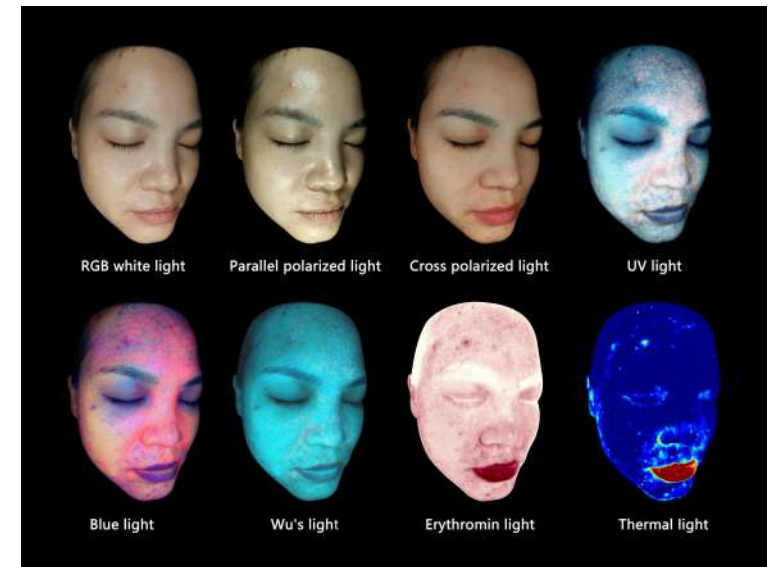 RGB white light
Parallel polarized light
Cross polarized light
UV light
Blue light
Wu's light
Erythromin light
Thermal light